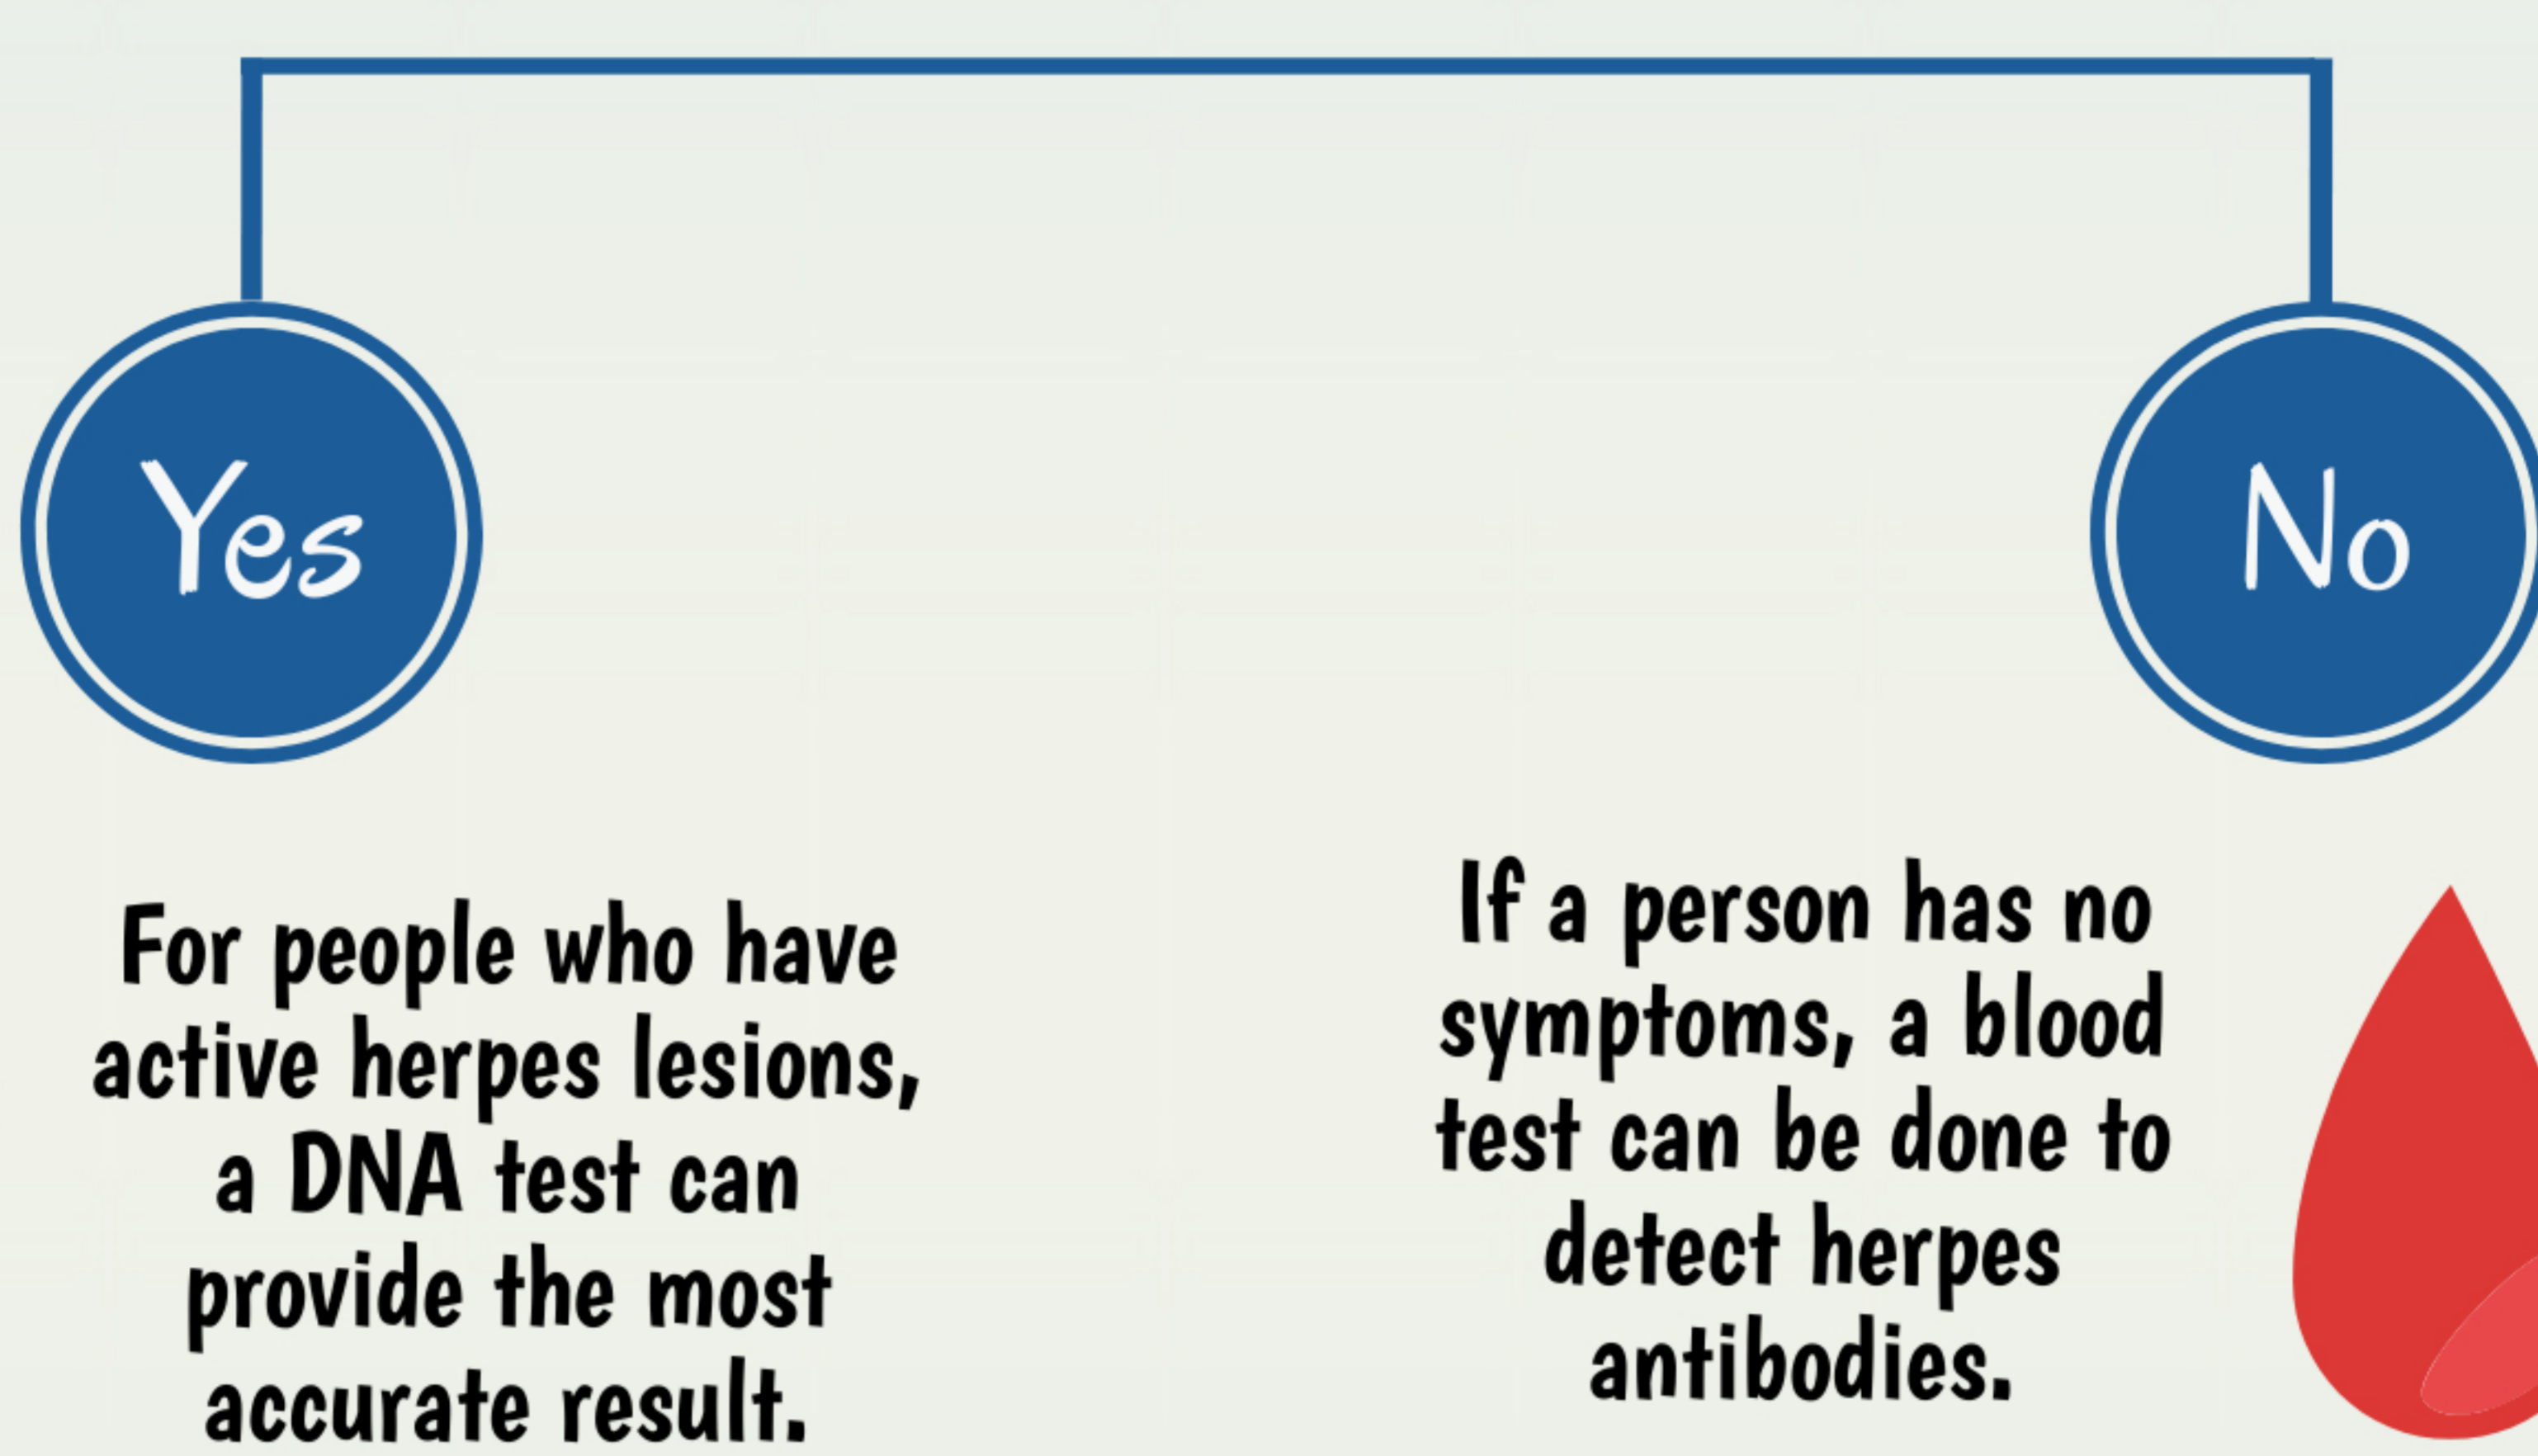 Yes
No
For people who have
active herpes lesions,
a DNA test can
provide the most
accurate result.
If a person has no
symptoms, a blood
test can be done to
detect herpes
antibodies.